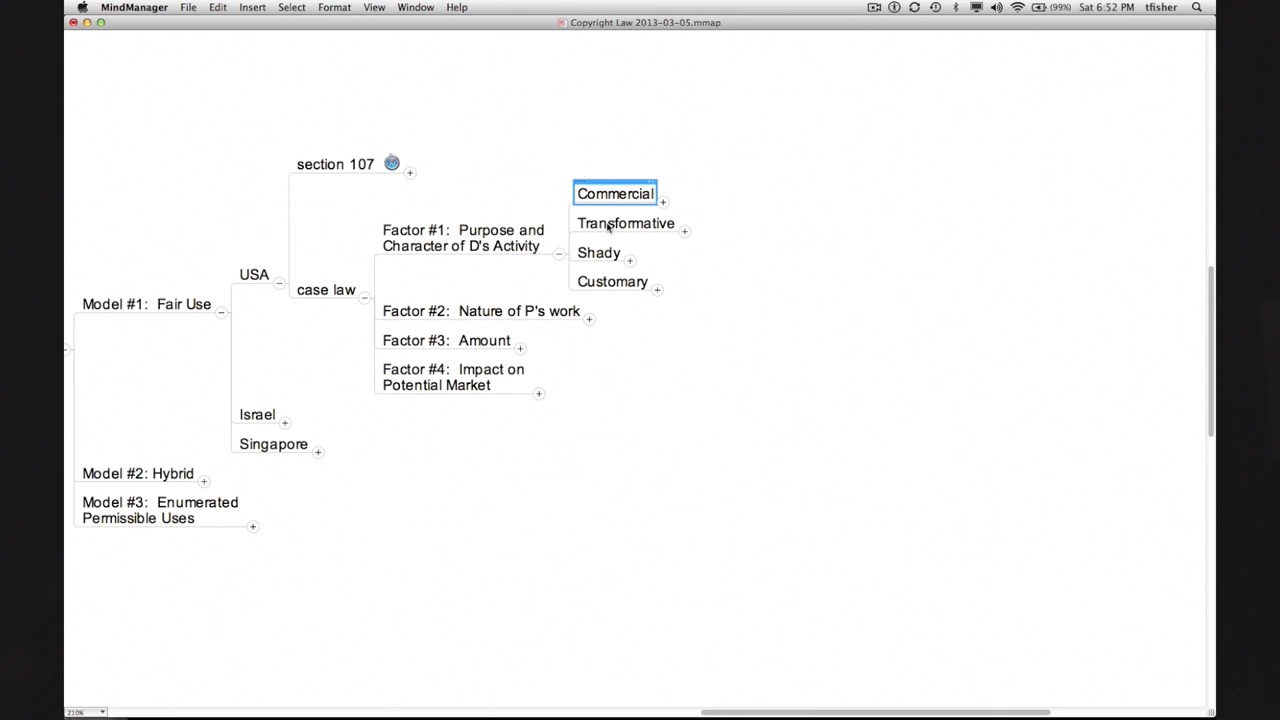 MindManager File Edit Insert Select Format View Window Help (99%) Sat 6:52 PM tfisher
Copyright Law 2013-03-05.mmap
section 107
Commercial
Transformative
Shady
Customary
Factor #1: Purpose and
Character of D's Activity
USA
case law
Model #1: Fair Use
Factor #2: Nature of P's work
Factor #3: Amount
Factor #4: Impact on
Potential Market
Israel
Singapore
Model #2: Hybrid
Model #3: Enumerated
Permissible Uses
210%